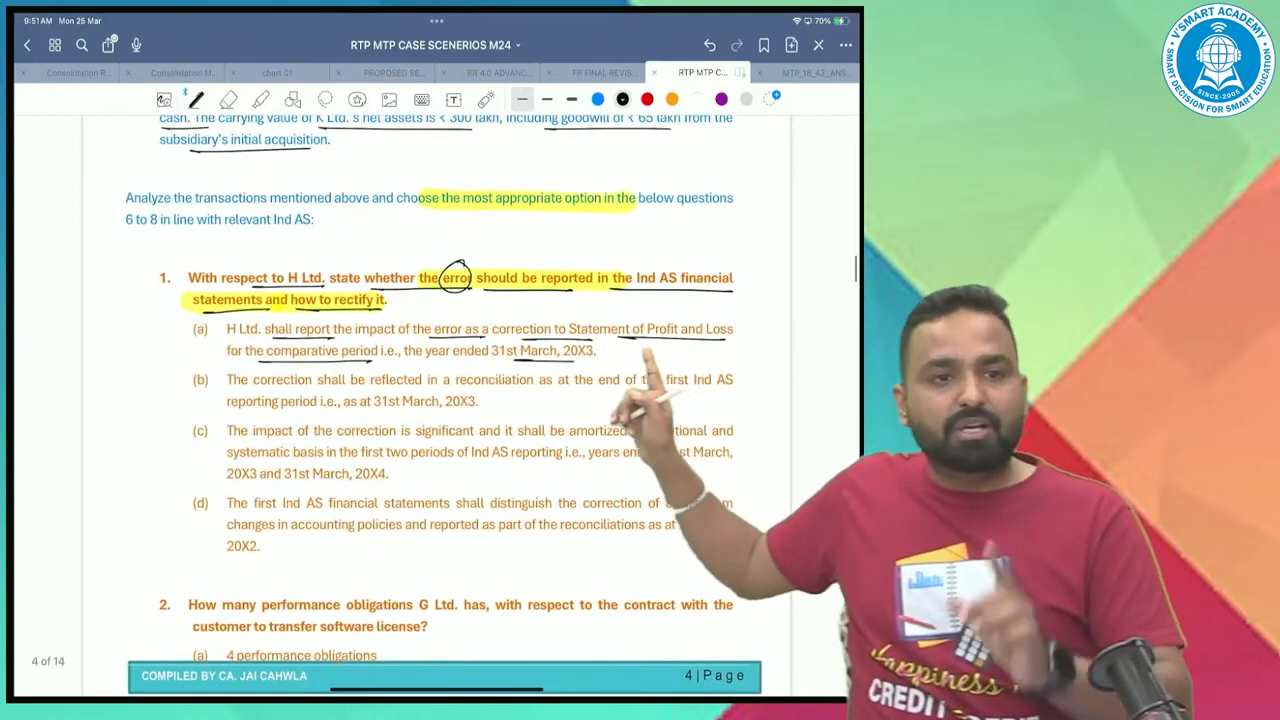 9:51AM Mon 25 Mar
70%
RTP MTP CASE SCENERIOS M24
Consolidation R...
Consolidation M...
chart 01
PROPOSED SE...
RR 4.0 ADVANC...
FR FINAL REVIS...
RTP MTP C...
MTP_18_42_ANS...
cash. The carrying value of K Ltd.'s net assets is ₹ 300 lakh, including goodwill of ₹ 65 lakh from the
subsidiary's initial acquisition.
Analyze the transactions mentioned above and choose the most appropriate option in the below questions
6 to 8 in line with relevant Ind AS:
1. With respect to H Ltd. state whether the error should be reported in the Ind AS financial
statements and how to rectify it.
(a) H Ltd. shall report the impact of the error as a correction to Statement of Profit and Loss
for the comparative period i.e., the year ended 31st March, 20X3.
(b) The correction shall be reflected in a reconciliation as at the end of the first Ind AS
reporting period i.e., as at 31st March, 20X3.
(c) The impact of the correction is significant and it shall be amortized and
systematic basis in the first two periods of Ind AS reporting i.e., years March,
20X3 and 31st March, 20X4.
(d) The first Ind AS financial statements shall distinguish the correction of
changes in accounting policies and reported as part of the reconciliations as at
20X2.
2. How many performance obligations G Ltd. has, with respect to the contract with the
customer to transfer software license?
(a) 4 performance obligations
4 of 14
COMPILED BY CA. JAI CAHWLA
4 | Page
V'SMART ACADEMY
SINCE-2005
SMART DECISION FOR SMART EDUCATION
Happiness
CREDIT